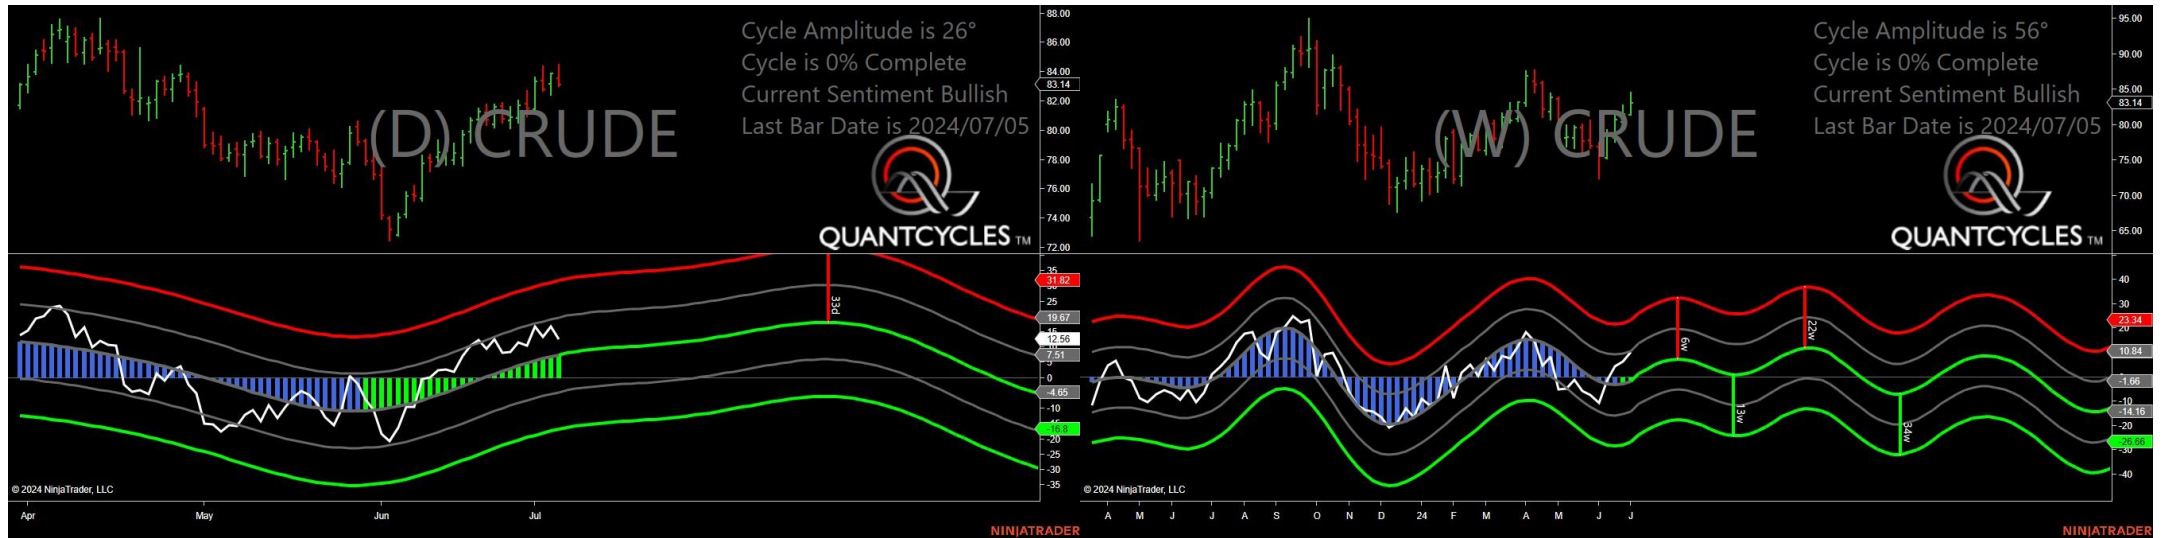 Cycle Amplitude is 26°
Cycle is 0% Complete
Current Sentiment Bullish
Last Bar Date is 2024/07/05
(D) CRUDE
QUANTCYCLES TM
88.00
86.00
84.00
83.14
82.00
80.00
78.00
76.00
74.00
72.00
33d
35
31.82
25
19.67
15
12.56
7.51
5
0
-4.65
-10
-16.8
-20
-25
-30
-35
© 2024 NinjaTrader, LLC
Apr May Jun Jul
NINJATRADER
Cycle Amplitude is 56°
Cycle is 0% Complete
Current Sentiment Bullish
Last Bar Date is 2024/07/05
(W) CRUDE
QUANTCYCLES TM
95.00
90.00
85.00
83.14
80.00
75.00
70.00
65.00
6w
13w
22w
34w
40
30
23.34
20
10.84
-1.66
-10
-14.16
-20
-26.66
-30
-40
© 2024 NinjaTrader, LLC
A M J J A S O N D 24 F M A M J J
NINJATRADER